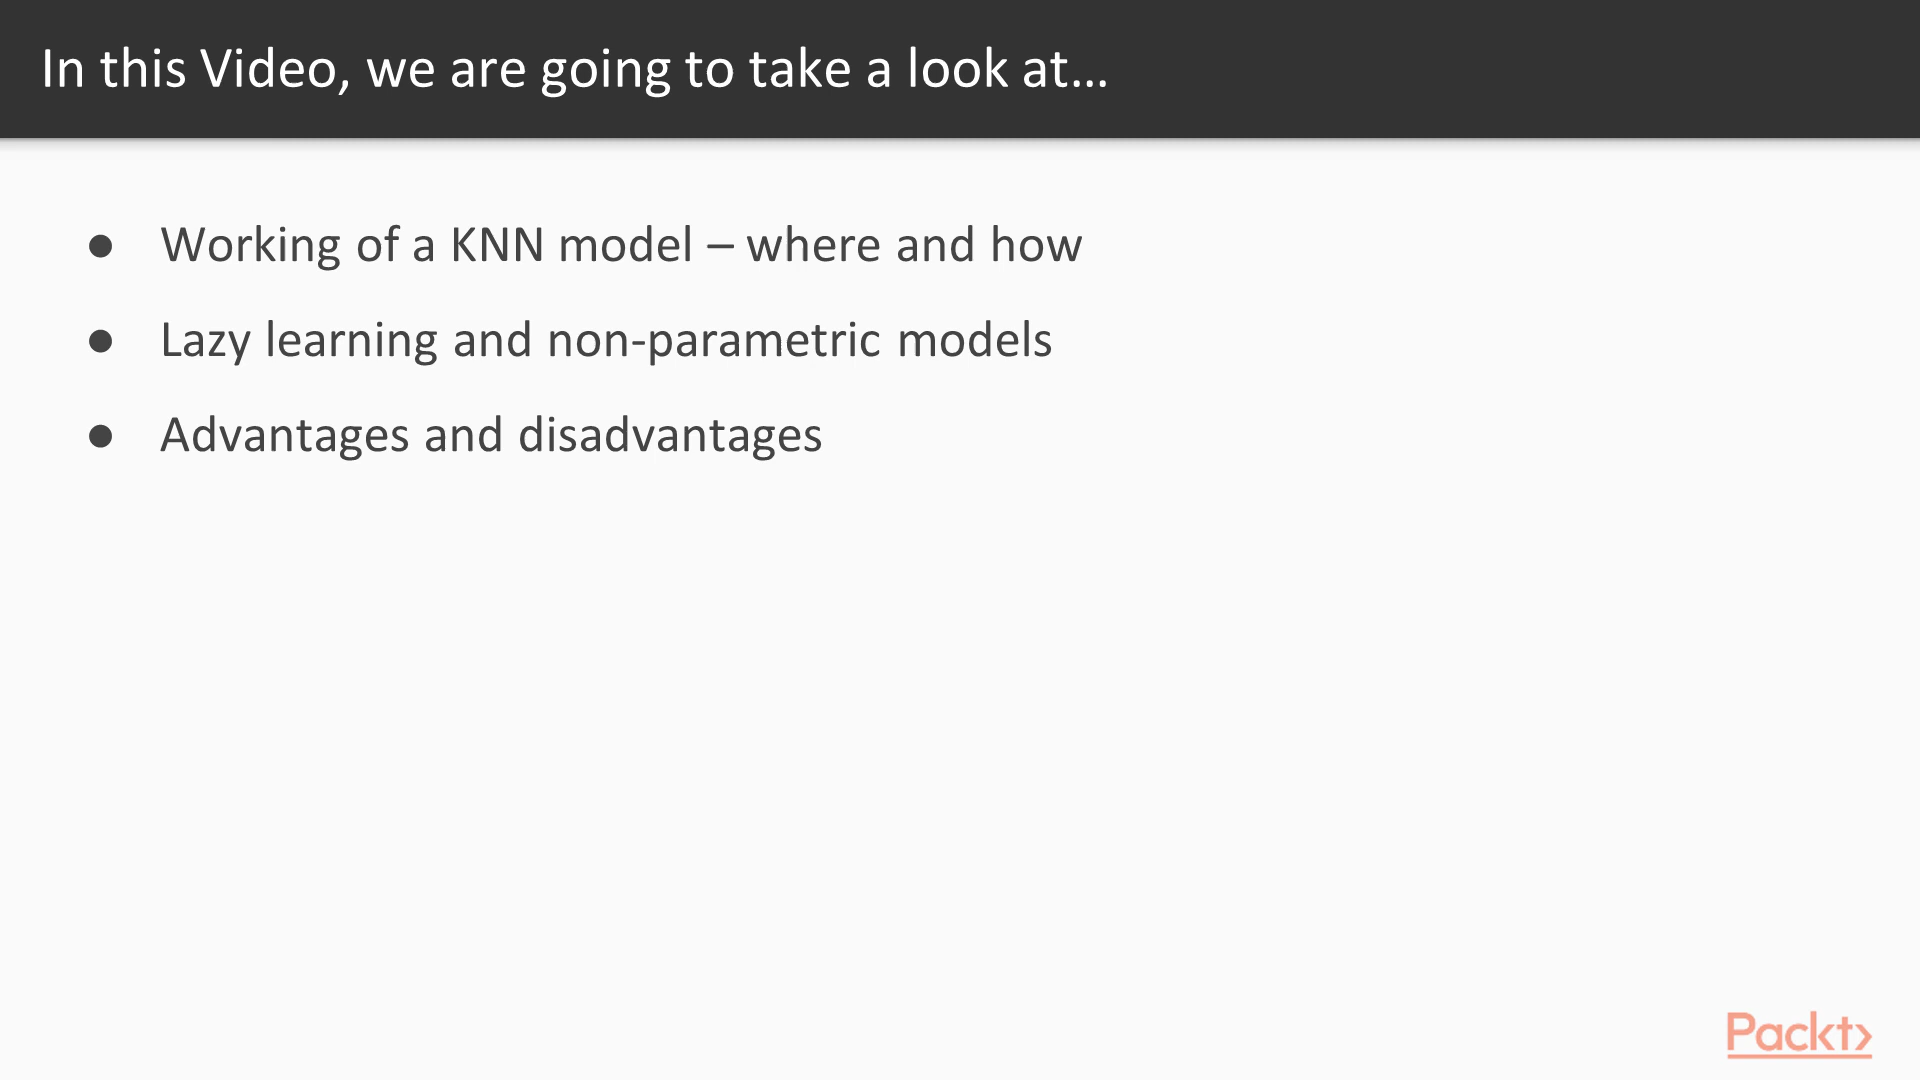 In this Video, we are going to take a look at...
● Working of a KNN model – where and how
● Lazy learning and non-parametric models
● Advantages and disadvantages
Packt>